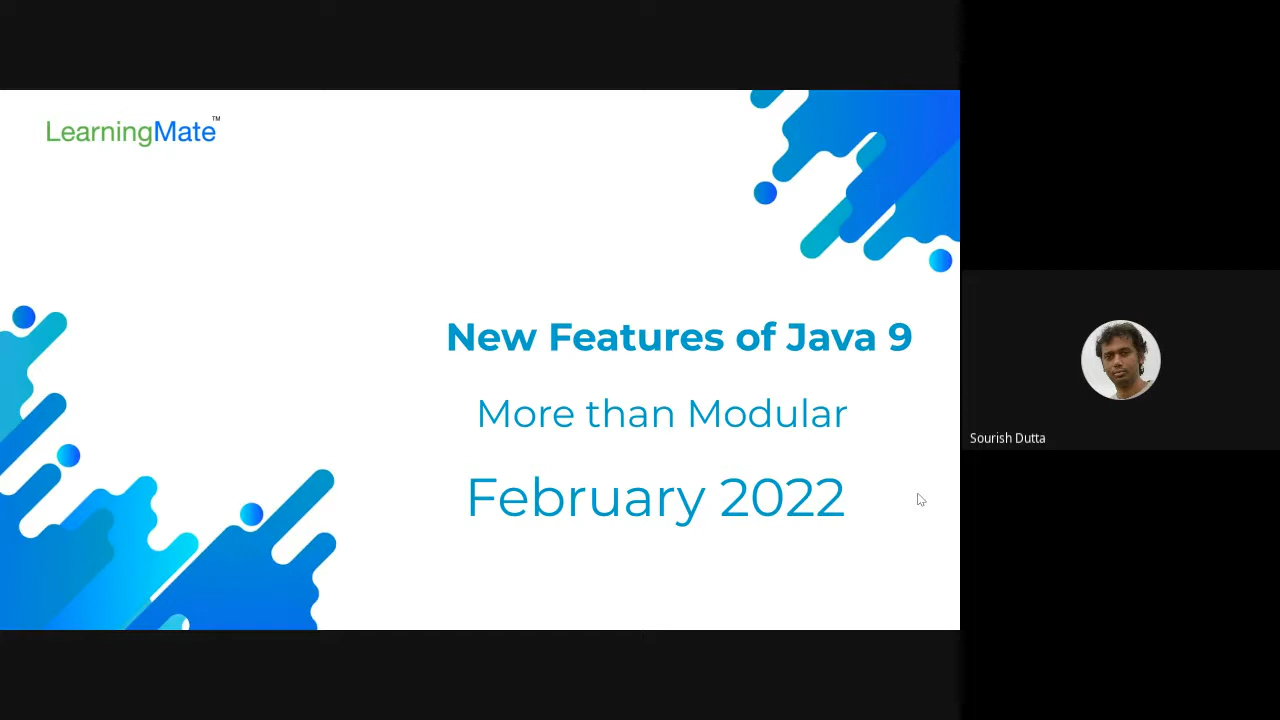 LearningMate™
New Features of Java 9
More than Modular
February 2022
Sourish Dutta